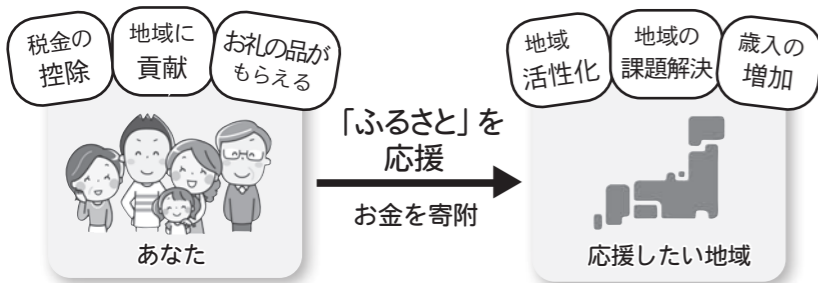 税金の
控除
地域に
貢献
お礼の品が
もらえる
あなた
「ふるさと」を
応援
お金を寄附
地域
活性化
地域の
課題解決
歳入の
増加
応援したい地域